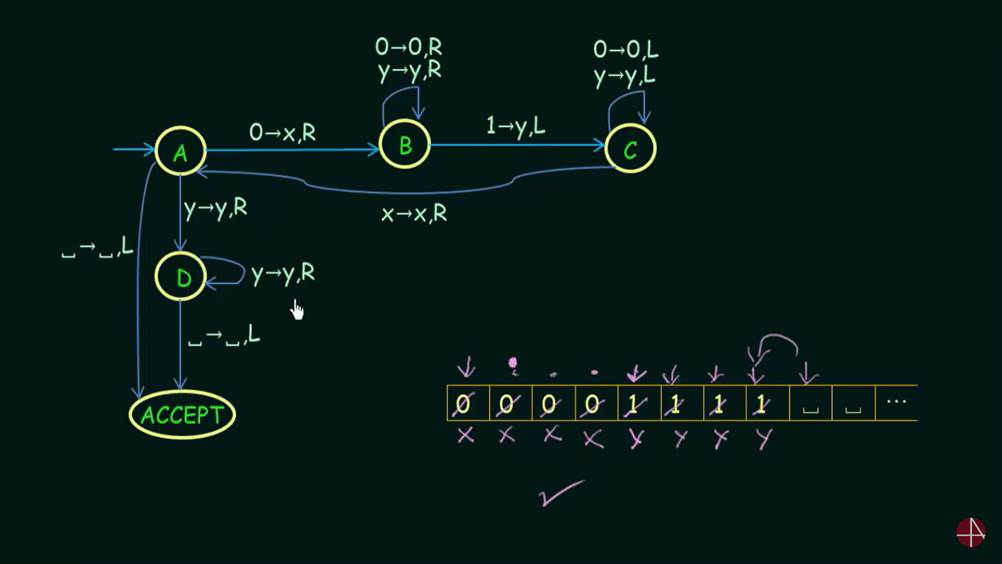 0→0,R
y→y,R
0→0,L
y→y,L
0→x,R
1→y,L
A
B
C
x→x,R
y→y,R
␣→␣,L
D
y→y,R
␣→␣,L
ACCEPT
0 0 0 0 1 1 1 1 ␣ ␣ ...
x x x x y y y y